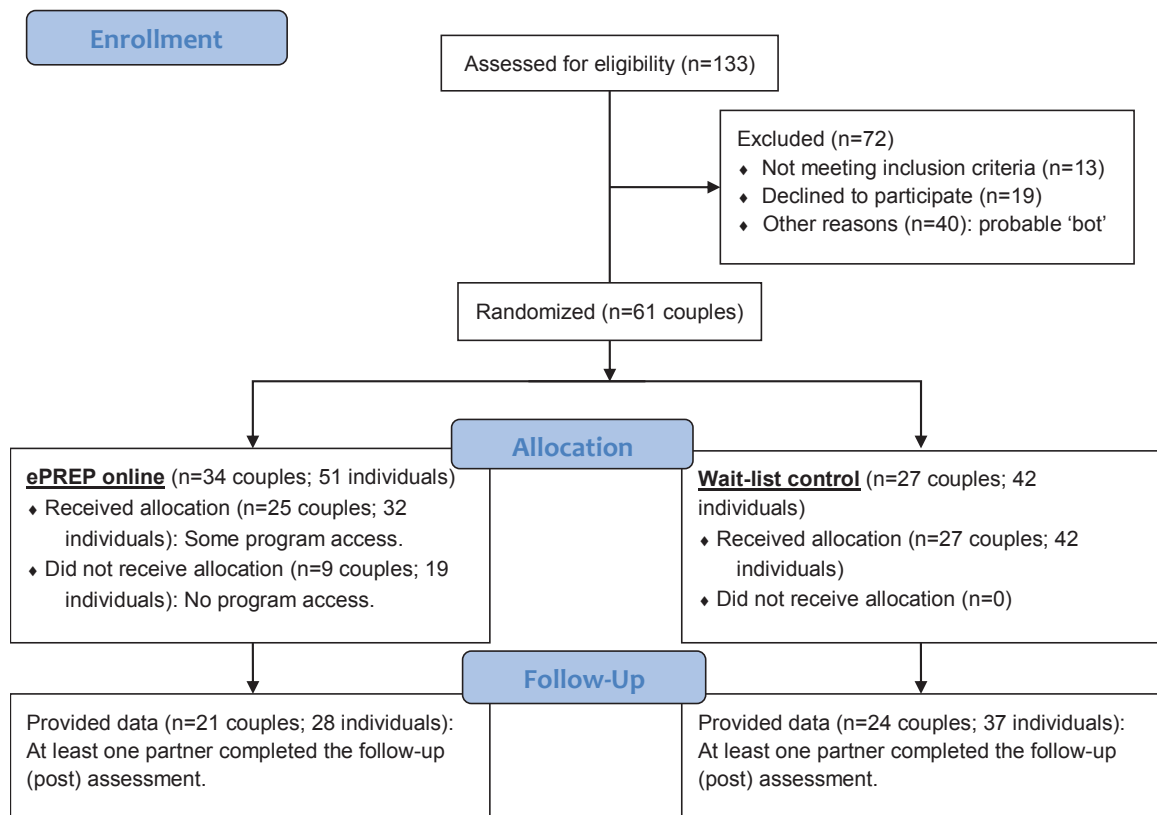 Enrollment
Assessed for eligibility (n=133)
Excluded (n=72)
♦ Not meeting inclusion criteria (n=13)
♦ Declined to participate (n=19)
♦ Other reasons (n=40): probable ‘bot’
Randomized (n=61 couples)
Allocation
ePREP online (n=34 couples; 51 individuals)
♦ Received allocation (n=25 couples; 32
individuals): Some program access.
♦ Did not receive allocation (n=9 couples; 19
individuals): No program access.
Wait-list control (n=27 couples; 42
individuals)
♦ Received allocation (n=27 couples; 42
individuals)
♦ Did not receive allocation (n=0)
Follow-Up
Provided data (n=21 couples; 28 individuals):
At least one partner completed the follow-up
(post) assessment.
Provided data (n=24 couples; 37 individuals):
At least one partner completed the follow-up
(post) assessment.